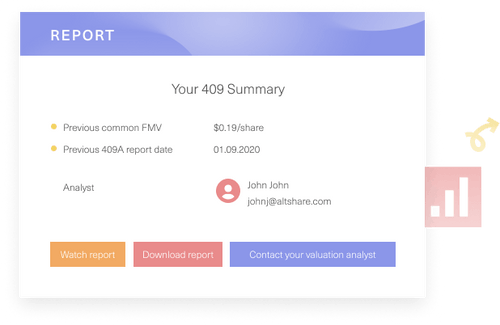 REPORT
Your 409 Summary
Previous common FMV $0.19/share
Previous 409A report date 01.09.2020
Analyst John John
johnj@altshare.com
Watch report Download report Contact your valuation analyst